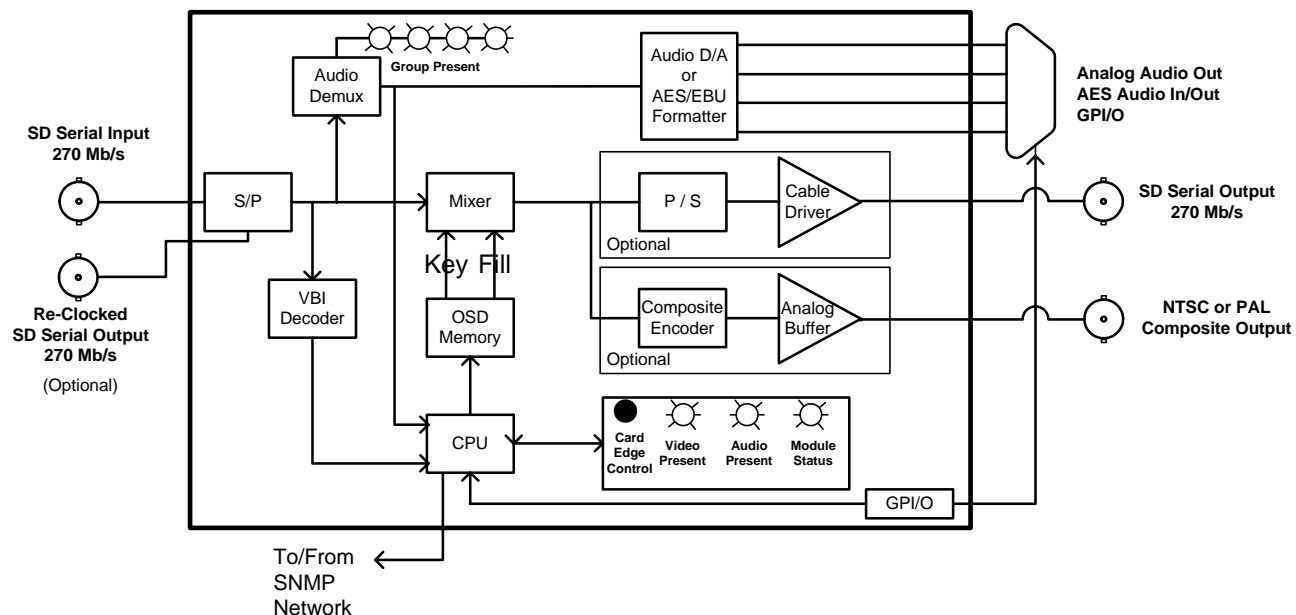 Group Present
Audio
Demux
Audio D/A
or
AES/EBU
Formatter
Analog Audio Out
AES Audio In/Out
GPI/O
SD Serial Input
270 Mb/s
S/P
Mixer
P / S
Cable
Driver
Optional
SD Serial Output
270 Mb/s
Key Fill
Re-Clocked
SD Serial Output
270 Mb/s
(Optional)
VBI
Decoder
OSD
Memory
Composite
Encoder
Analog
Buffer
Optional
NTSC or PAL
Composite Output
CPU
Card
Edge
Control
Video
Present
Audio
Present
Module
Status
GPI/O
To/From
SNMP
Network